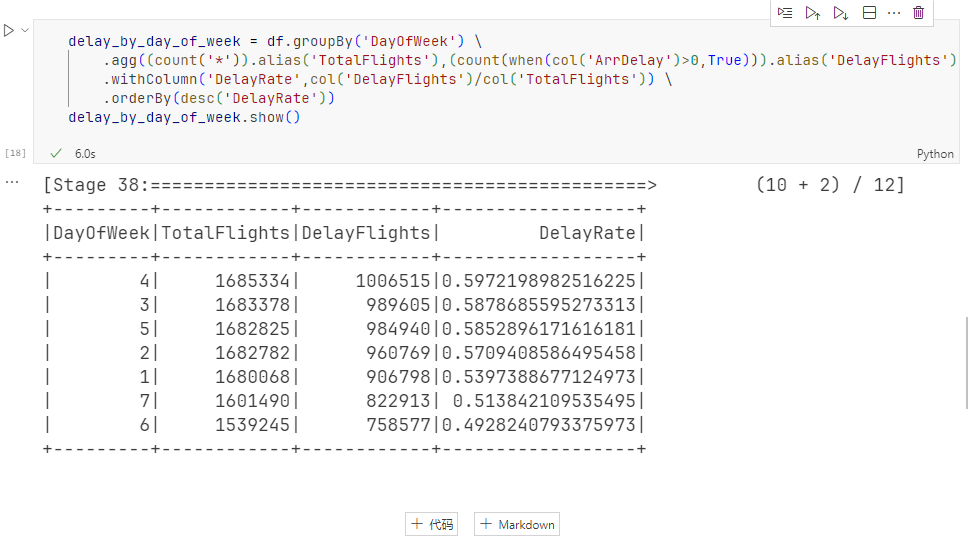 delay_by_day_of_week = df.groupBy('DayOfWeek') \
    .agg((count('*')).alias('TotalFlights'),(count(when(col('ArrDelay')>0,True))).alias('DelayFlights')
    .withColumn('DelayRate',col('DelayFlights')/col('TotalFlights')) \
    .orderBy(desc('DelayRate'))
delay_by_day_of_week.show()
[18] 6.0s Python
[Stage 38:==============================================>         (10 + 2) / 12]
+---------+------------+------------+------------------+
|DayOfWeek|TotalFlights|DelayFlights|         DelayRate|
+---------+------------+------------+------------------+
|        4|     1685334|     1006515|0.5972198982516225|
|        3|     1683378|      989605|0.5878685595273313|
|        5|     1682825|      984940|0.5852896171616181|
|        2|     1682782|      960769|0.5709408586495458|
|        1|     1680068|      906798|0.5397388677124973|
|        7|     1601490|      822913| 0.513842109535495|
|        6|     1539245|      758577|0.4928240793375973|
+---------+------------+------------+------------------+
+ 代码 + Markdown